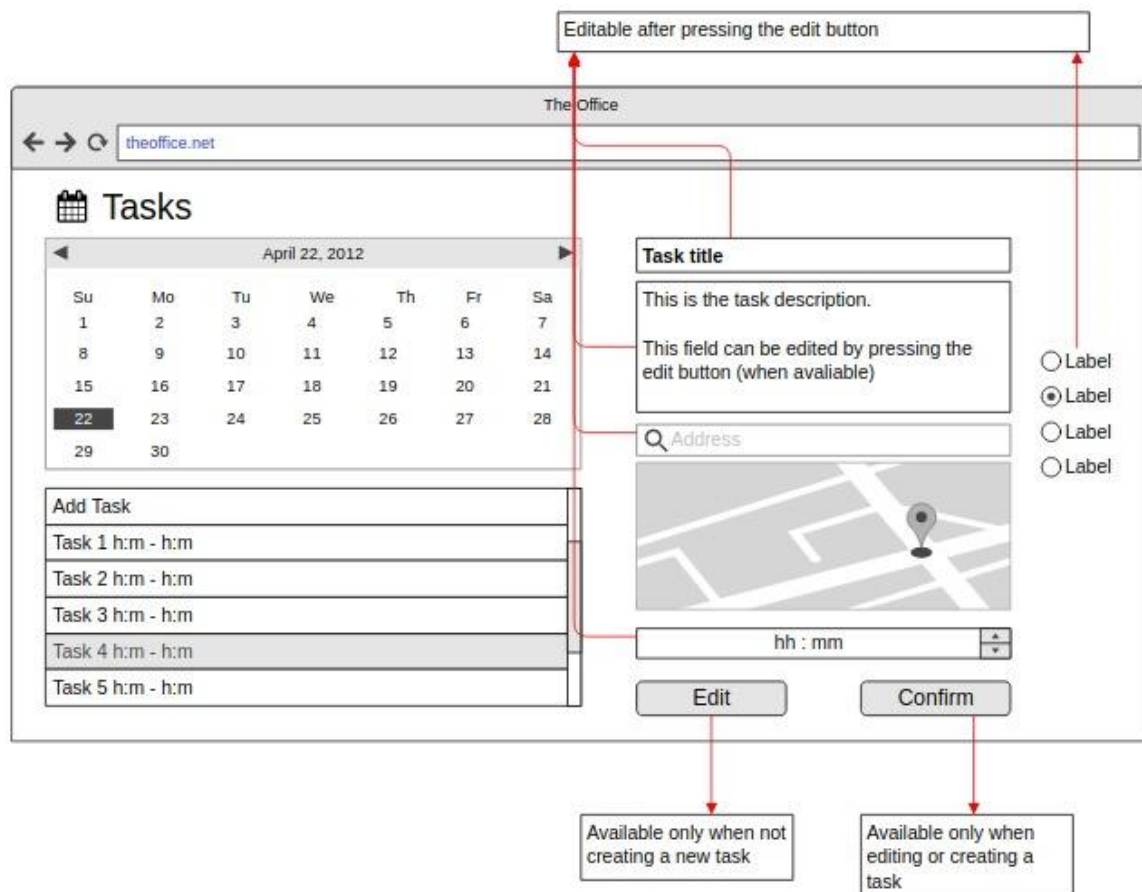 Editable after pressing the edit button
The Office
theoffice.net
Tasks
April 22, 2012
Su Mo Tu We Th Fr Sa
1 2 3 4 5 6 7
8 9 10 11 12 13 14
15 16 17 18 19 20 21
22 23 24 25 26 27 28
29 30
Add Task
Task 1 h:m - h:m
Task 2 h:m - h:m
Task 3 h:m - h:m
Task 4 h:m - h:m
Task 5 h:m - h:m
Task title
This is the task description.
This field can be edited by pressing the
edit button (when avaliable)
Address
hh : mm
Edit
Confirm
Label
Label
Label
Label
Available only when not
creating a new task
Available only when
editing or creating a
task